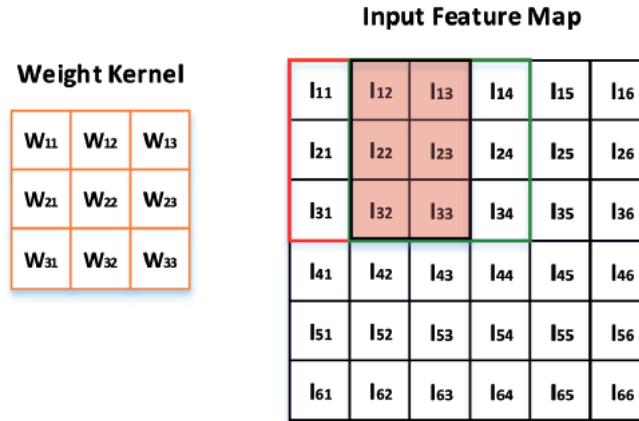 Input Feature Map
Weight Kernel
W11 W12 W13
W21 W22 W23
W31 W32 W33
I11 I12 I13 I14 I15 I16
I21 I22 I23 I24 I25 I26
I31 I32 I33 I34 I35 I36
I41 I42 I43 I44 I45 I46
I51 I52 I53 I54 I55 I56
I61 I62 I63 I64 I65 I66